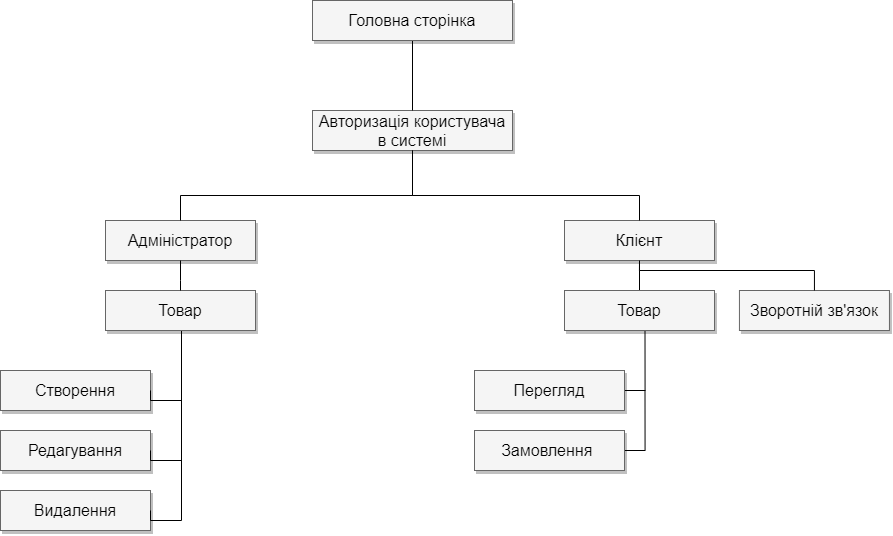 Головна сторінка
Авторизація користувача
в системі
Адміністратор
Клієнт
Товар
Товар
Зворотній зв'язок
Створення
Перегляд
Редагування
Замовлення
Видалення